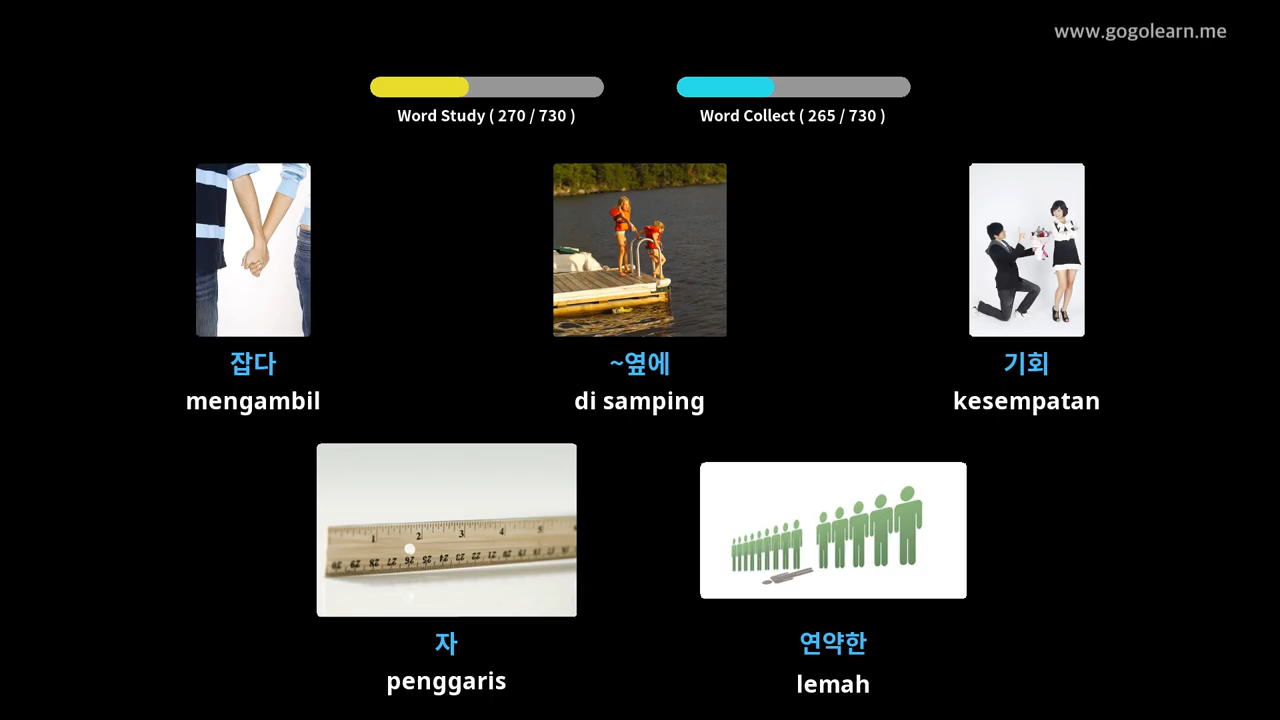 www.gogolearn.me
Word Study ( 270 / 730 )
Word Collect ( 265 / 730 )
잡다
mengambil
~옆에
di samping
기회
kesempatan
자
penggaris
연약한
lemah